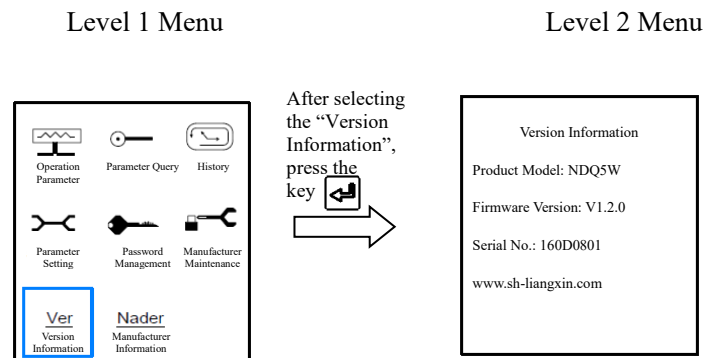 Level 1 Menu
Level 2 Menu
After selecting
the “Version
Information”,
press the
key
Operation
Parameter
Parameter Query
History
Parameter
Setting
Password
Management
Manufacturer
Maintenance
Ver
Version
Information
Nader
Manufacturer
Information
Version Information
Product Model: NDQ5W
Firmware Version: V1.2.0
Serial No.: 160D0801
www.sh-liangxin.com